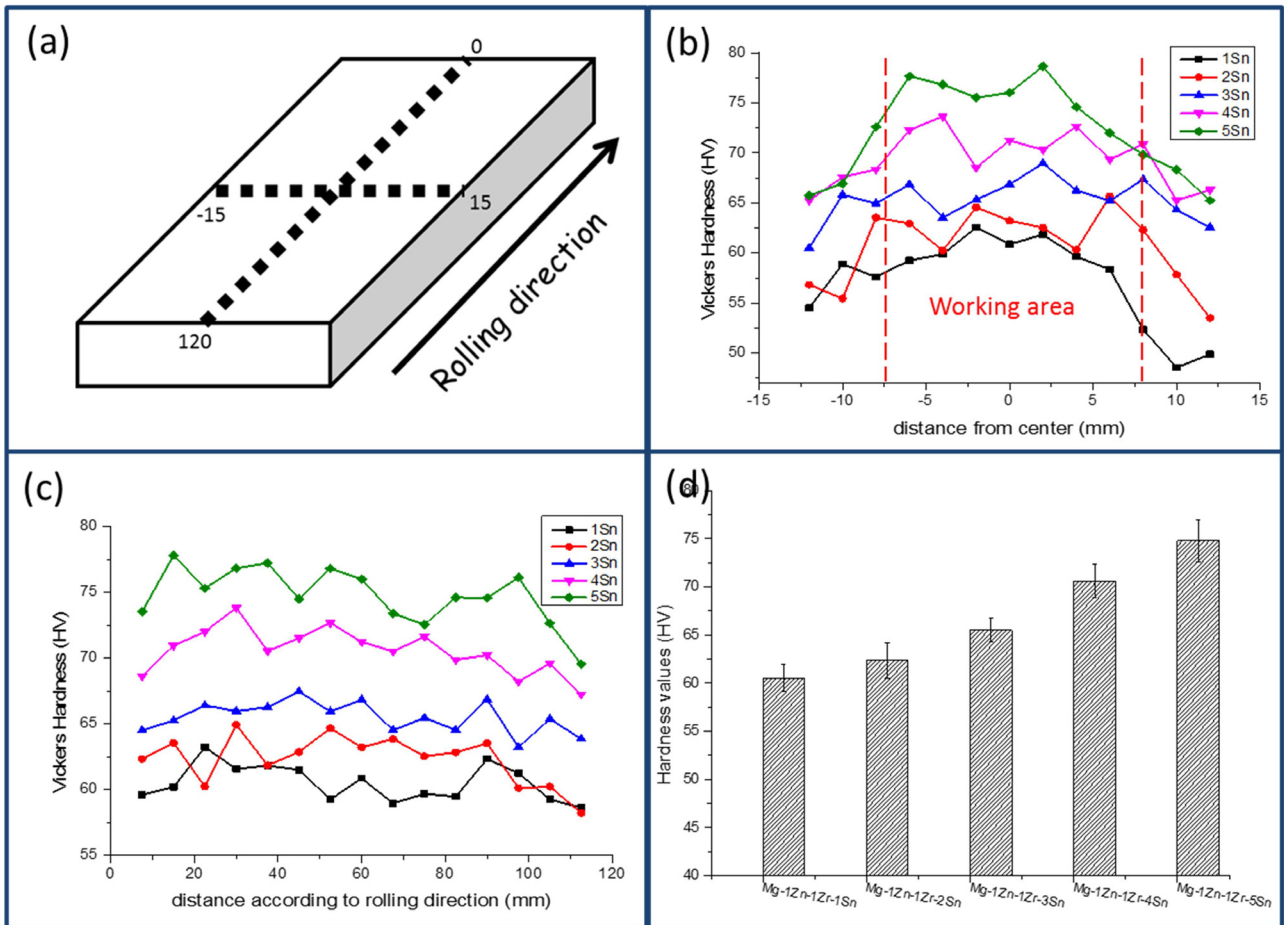 (a)
0
-15
15
120
Rolling direction
(b)
80
75
70
65
60
55
50
-15
-10
-5
0
5
10
15
Vickers Hardness (HV)
distance from center (mm)
Working area
1Sn
2Sn
3Sn
4Sn
5Sn
(c)
80
75
70
65
60
55
0
20
40
60
80
100
120
Vickers Hardness (HV)
distance according to rolling direction (mm)
1Sn
2Sn
3Sn
4Sn
5Sn
(d)
80
75
70
65
60
55
50
45
40
Hardness values (HV)
Mg-1Zn-1Zr-1Sn
Mg-1Zn-1Zr-2Sn
Mg-1Zn-1Zr-3Sn
Mg-1Zn-1Zr-4Sn
Mg-1Zn-1Zr-5Sn